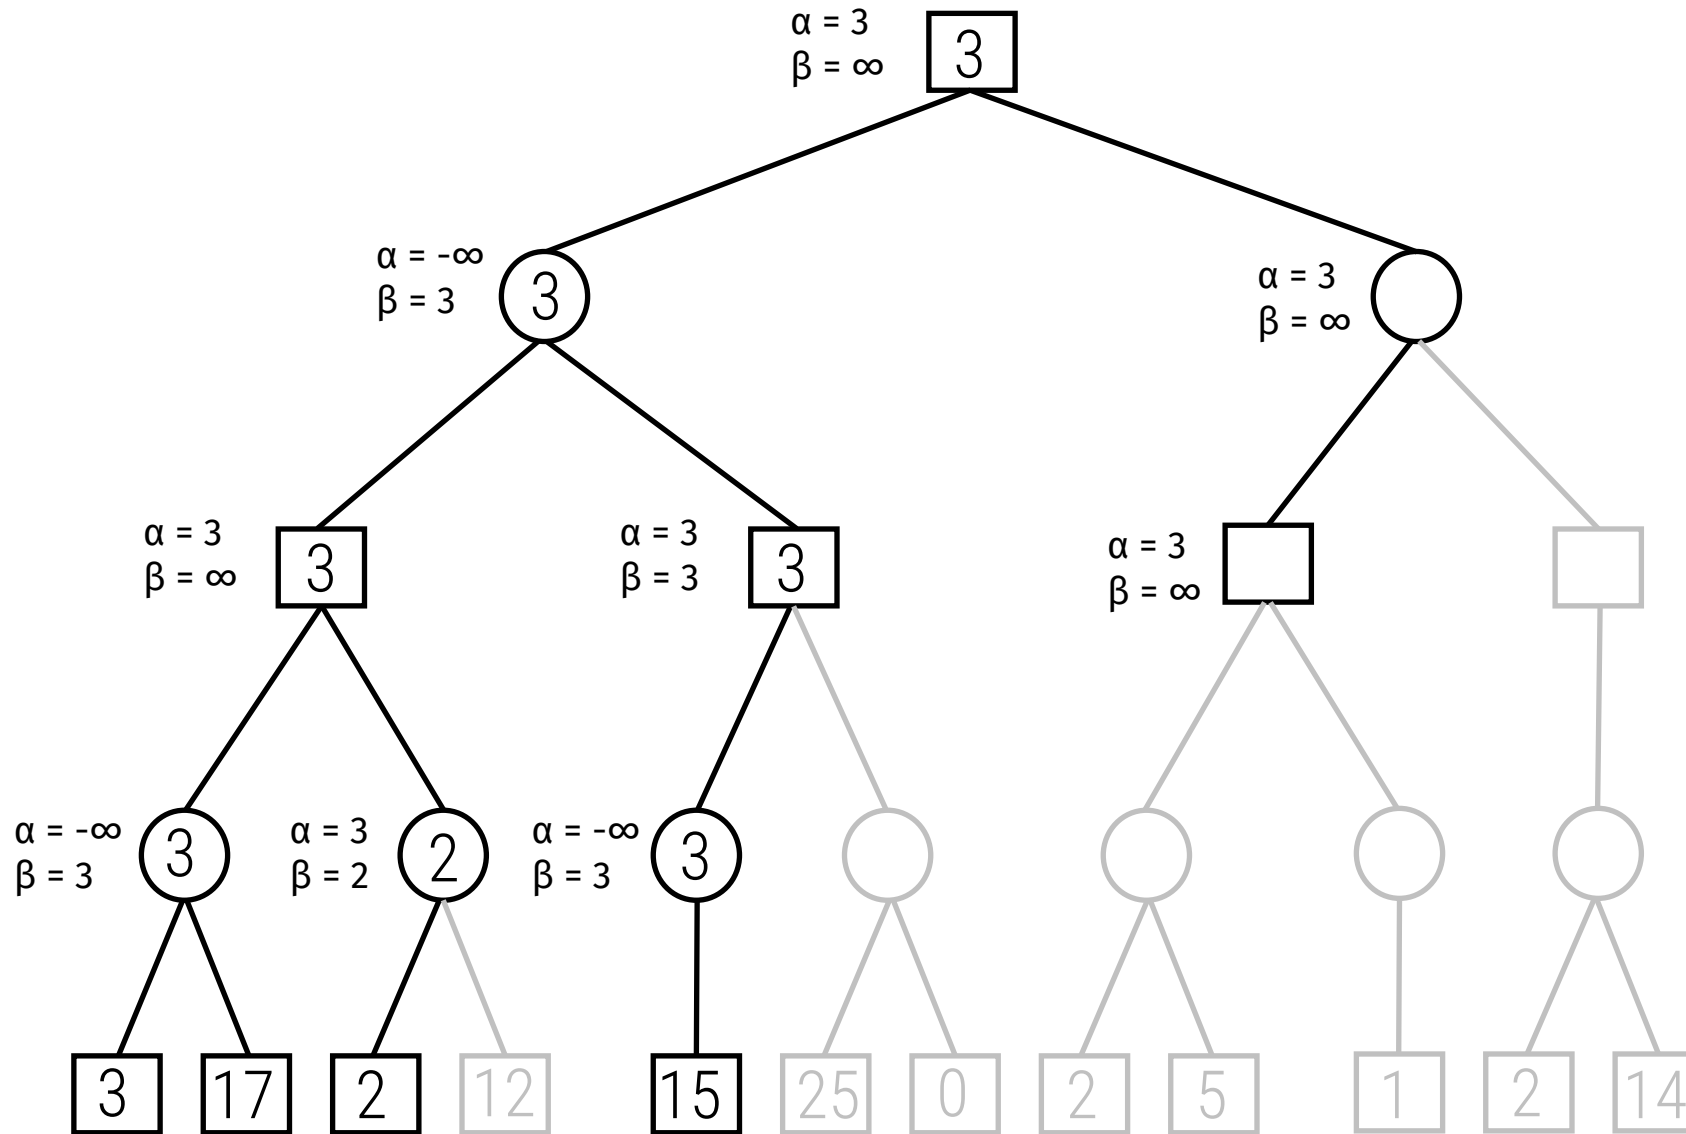 α = 3
β = ∞
3
α = -∞
β = 3
3
α = 3
β = ∞
α = 3
β = ∞
3
α = 3
β = 3
3
α = 3
β = ∞
α = -∞
β = 3
3
α = 3
β = 2
2
α = -∞
β = 3
3
3 17 2 12 15 25 0 2 5 1 2 14